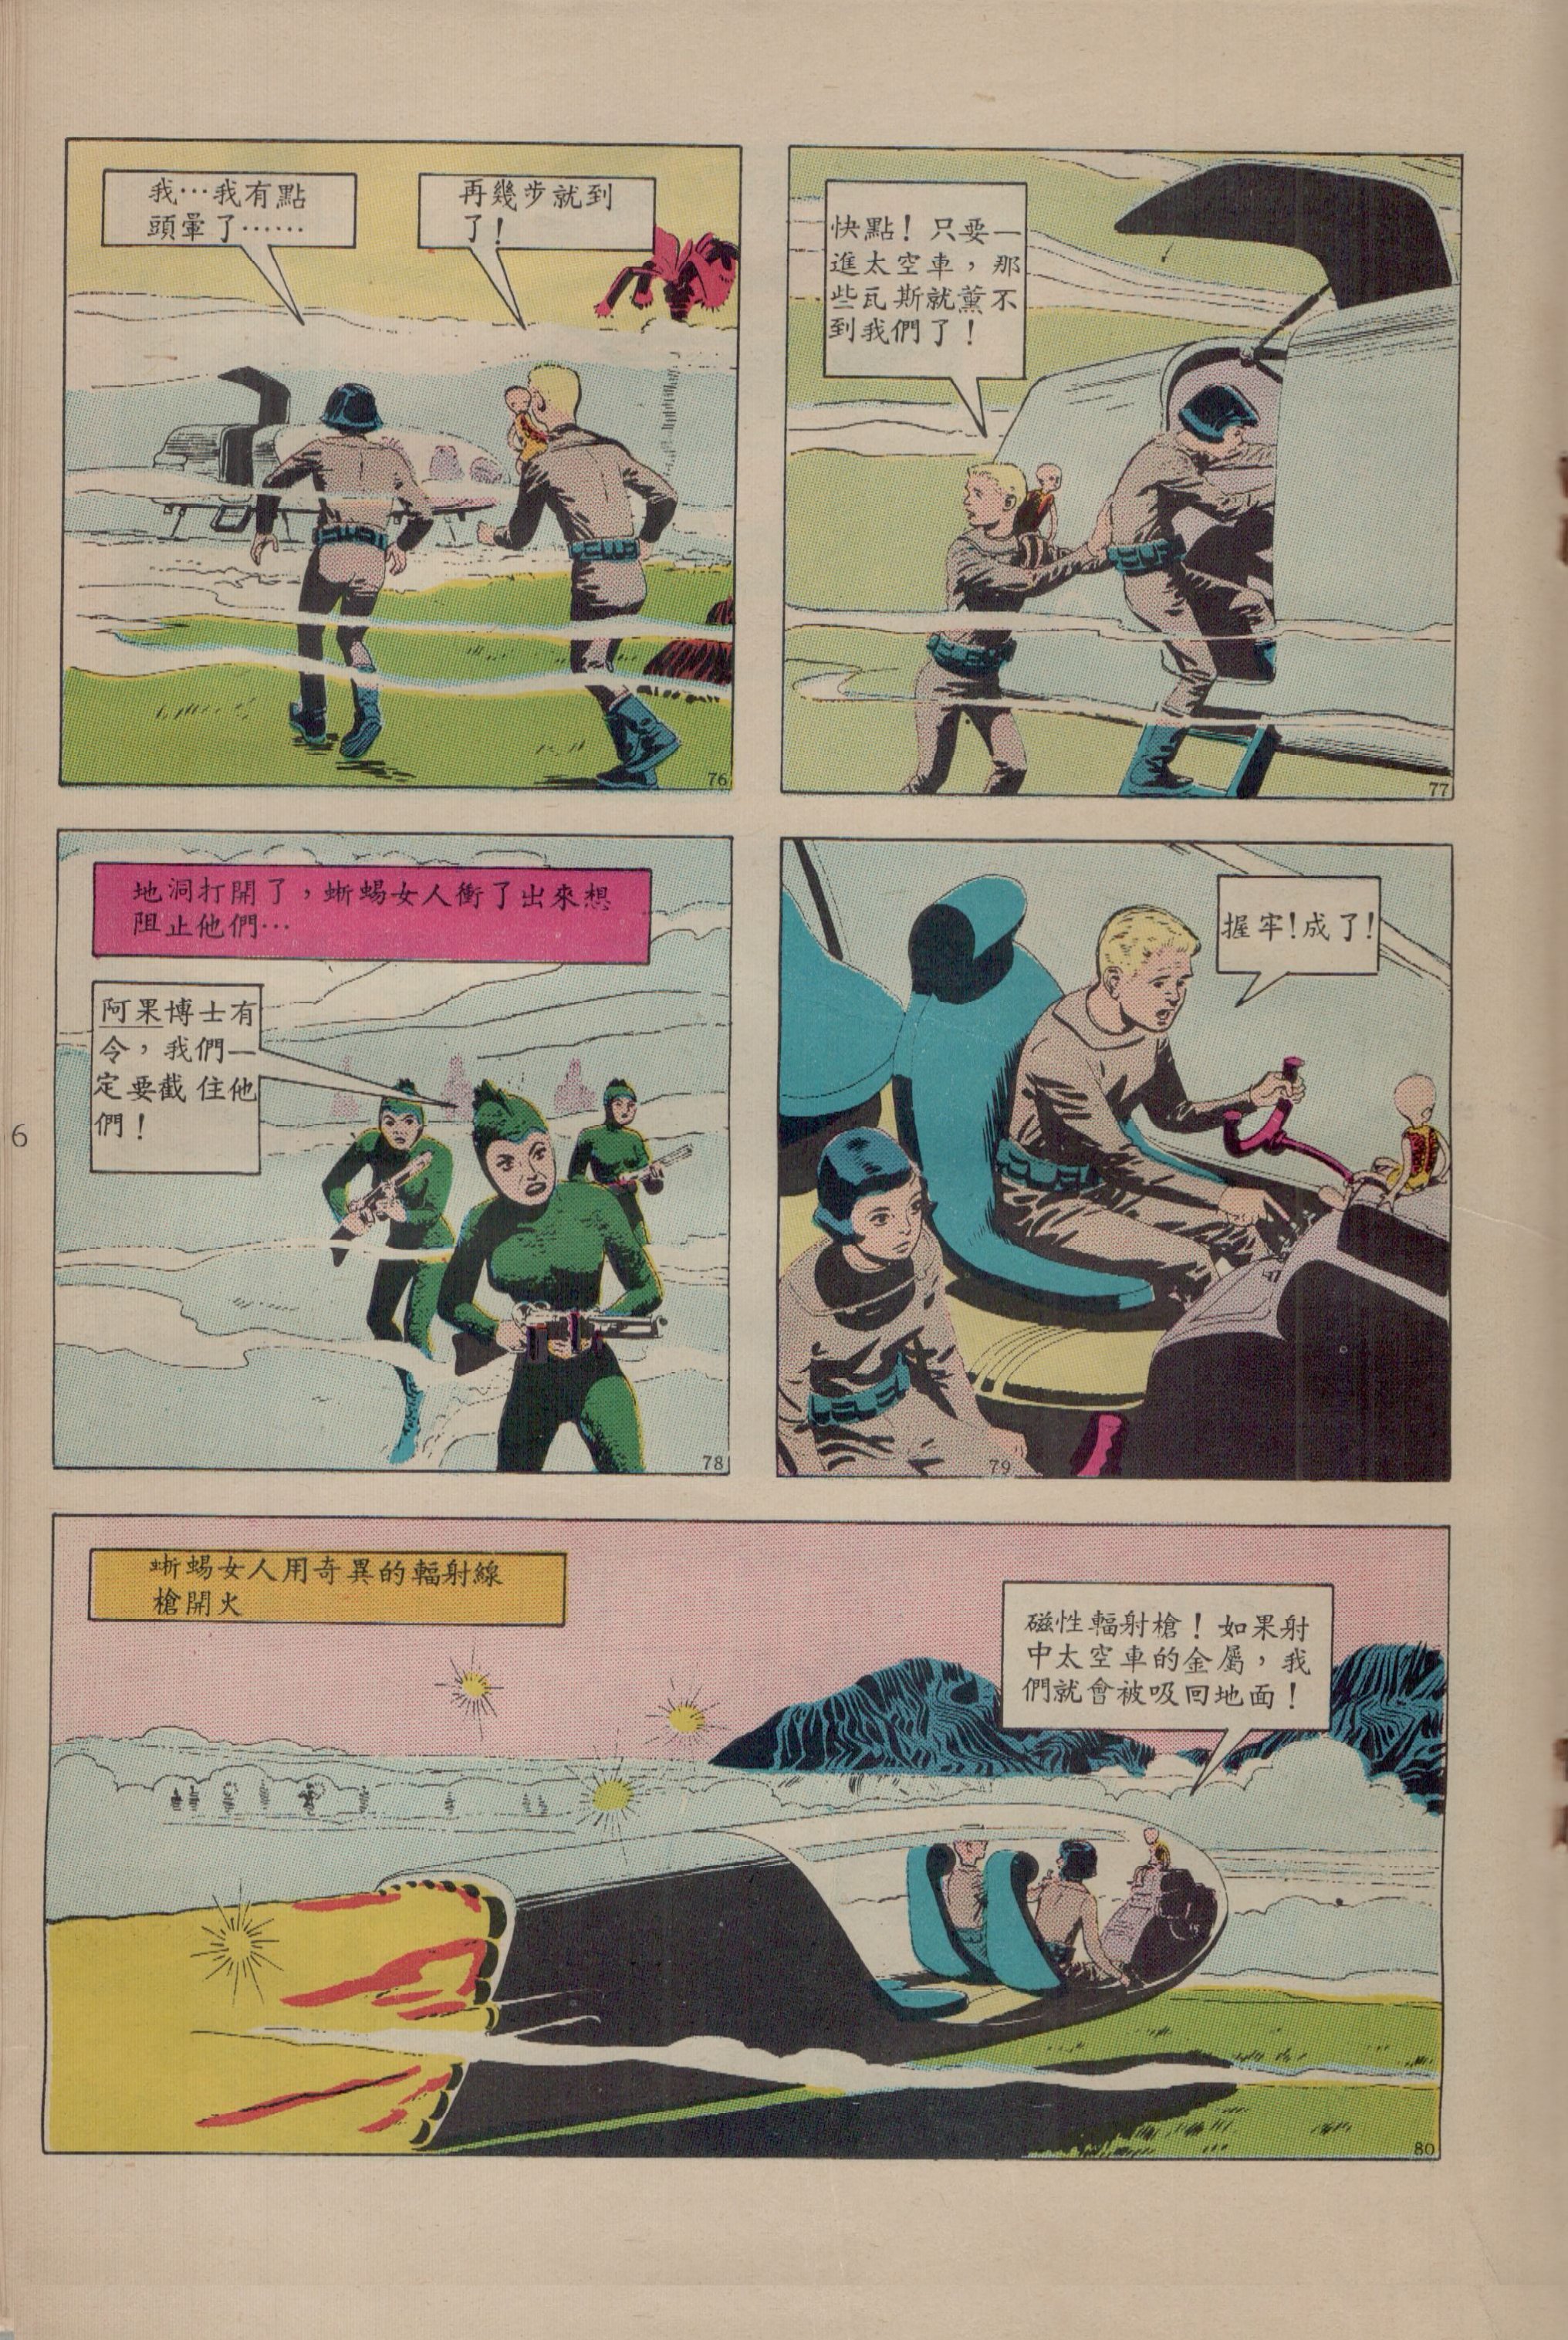 我…我有點
頭暈了……
再幾步就到
了!
76
快點!只要一
進太空車,那
些瓦斯就薰不
到我們了!
77
地洞打開了,蜥蜴女人衝了出來想
阻止他們…
阿果博士有
令,我們一
定要截住他
們!
78
握牢!成了!
79
6
蜥蜴女人用奇異的輻射線
槍開火
磁性輻射槍!如果射
中太空車的金屬,我
們就會被吸回地面!
80